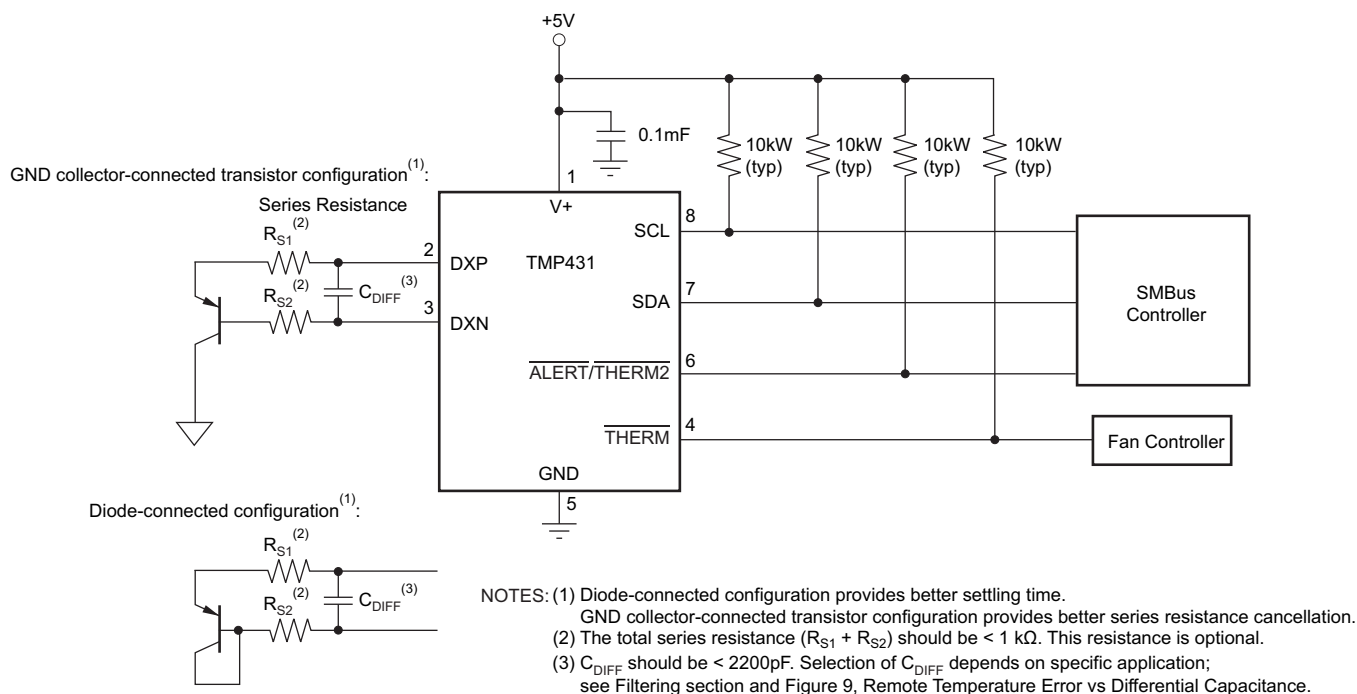 +5V
0.1mF
10kW
(typ)
10kW
(typ)
10kW
(typ)
10kW
(typ)
GND collector-connected transistor configuration(1):
Series Resistance
RS1(2)
RS2(2)
CDIFF(3)
1
V+
2
DXP
3
DXN
TMP431
SCL
8
SDA
7
ALERT/THERM2
6
THERM
4
GND
5
SMBus
Controller
Fan Controller
Diode-connected configuration(1):
RS1(2)
RS2(2)
CDIFF(3)
NOTES: (1) Diode-connected configuration provides better settling time.
GND collector-connected transistor configuration provides better series resistance cancellation.
(2) The total series resistance (RS1 + RS2) should be < 1 kΩ. This resistance is optional.
(3) CDIFF should be < 2200pF. Selection of CDIFF depends on specific application;
see Filtering section and Figure 9, Remote Temperature Error vs Differential Capacitance.